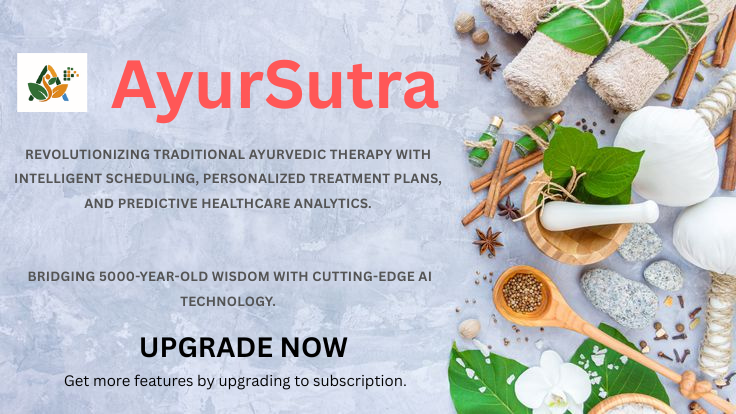 AyurSutra
REVOLUTIONIZING TRADITIONAL AYURVEDIC THERAPY WITH
INTELLIGENT SCHEDULING, PERSONALIZED TREATMENT PLANS,
AND PREDICTIVE HEALTHCARE ANALYTICS.
BRIDGING 5000-YEAR-OLD WISDOM WITH CUTTING-EDGE AI
TECHNOLOGY.
UPGRADE NOW
Get more features by upgrading to subscription.